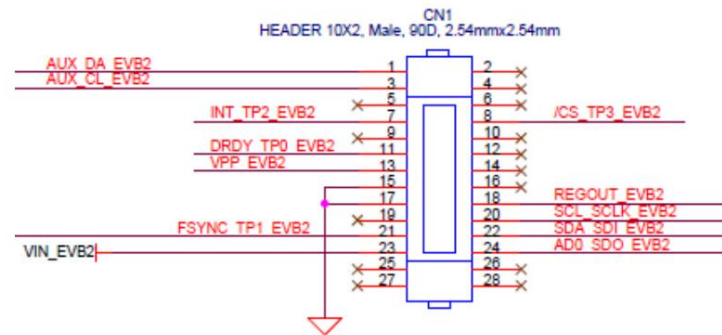 CN1
HEADER 10X2, Male, 90D, 2.54mmx2.54mm
AUX_DA_EVB2 1 2
AUX_CL_EVB2 3 4
5 6
INT_TP2_EVB2 7 8 /CS_TP3_EVB2
9 10
DRDY_TP0_EVB2 11 12
VPP_EVB2 13 14
15 16
17 18 REGOUT_EVB2
19 20 SCL_SCLK_EVB2
FSYNC_TP1_EVB2 21 22 SDA_SDI_EVB2
VIN_EVB2 23 24 AD0_SDO_EVB2
25 26
27 28